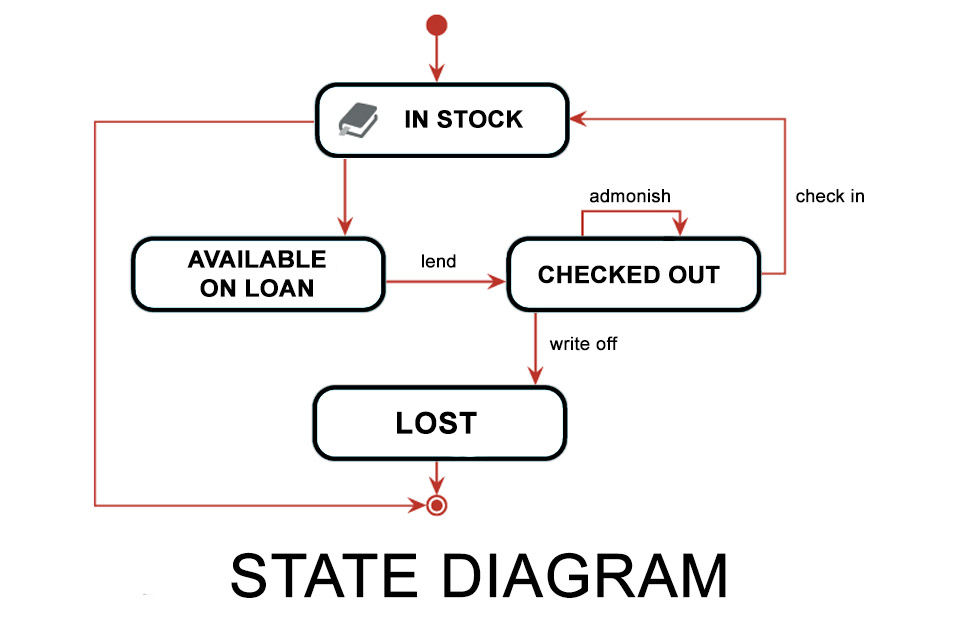 IN STOCK
admonish
check in
AVAILABLE
ON LOAN
lend
CHECKED OUT
write off
LOST
STATE DIAGRAM